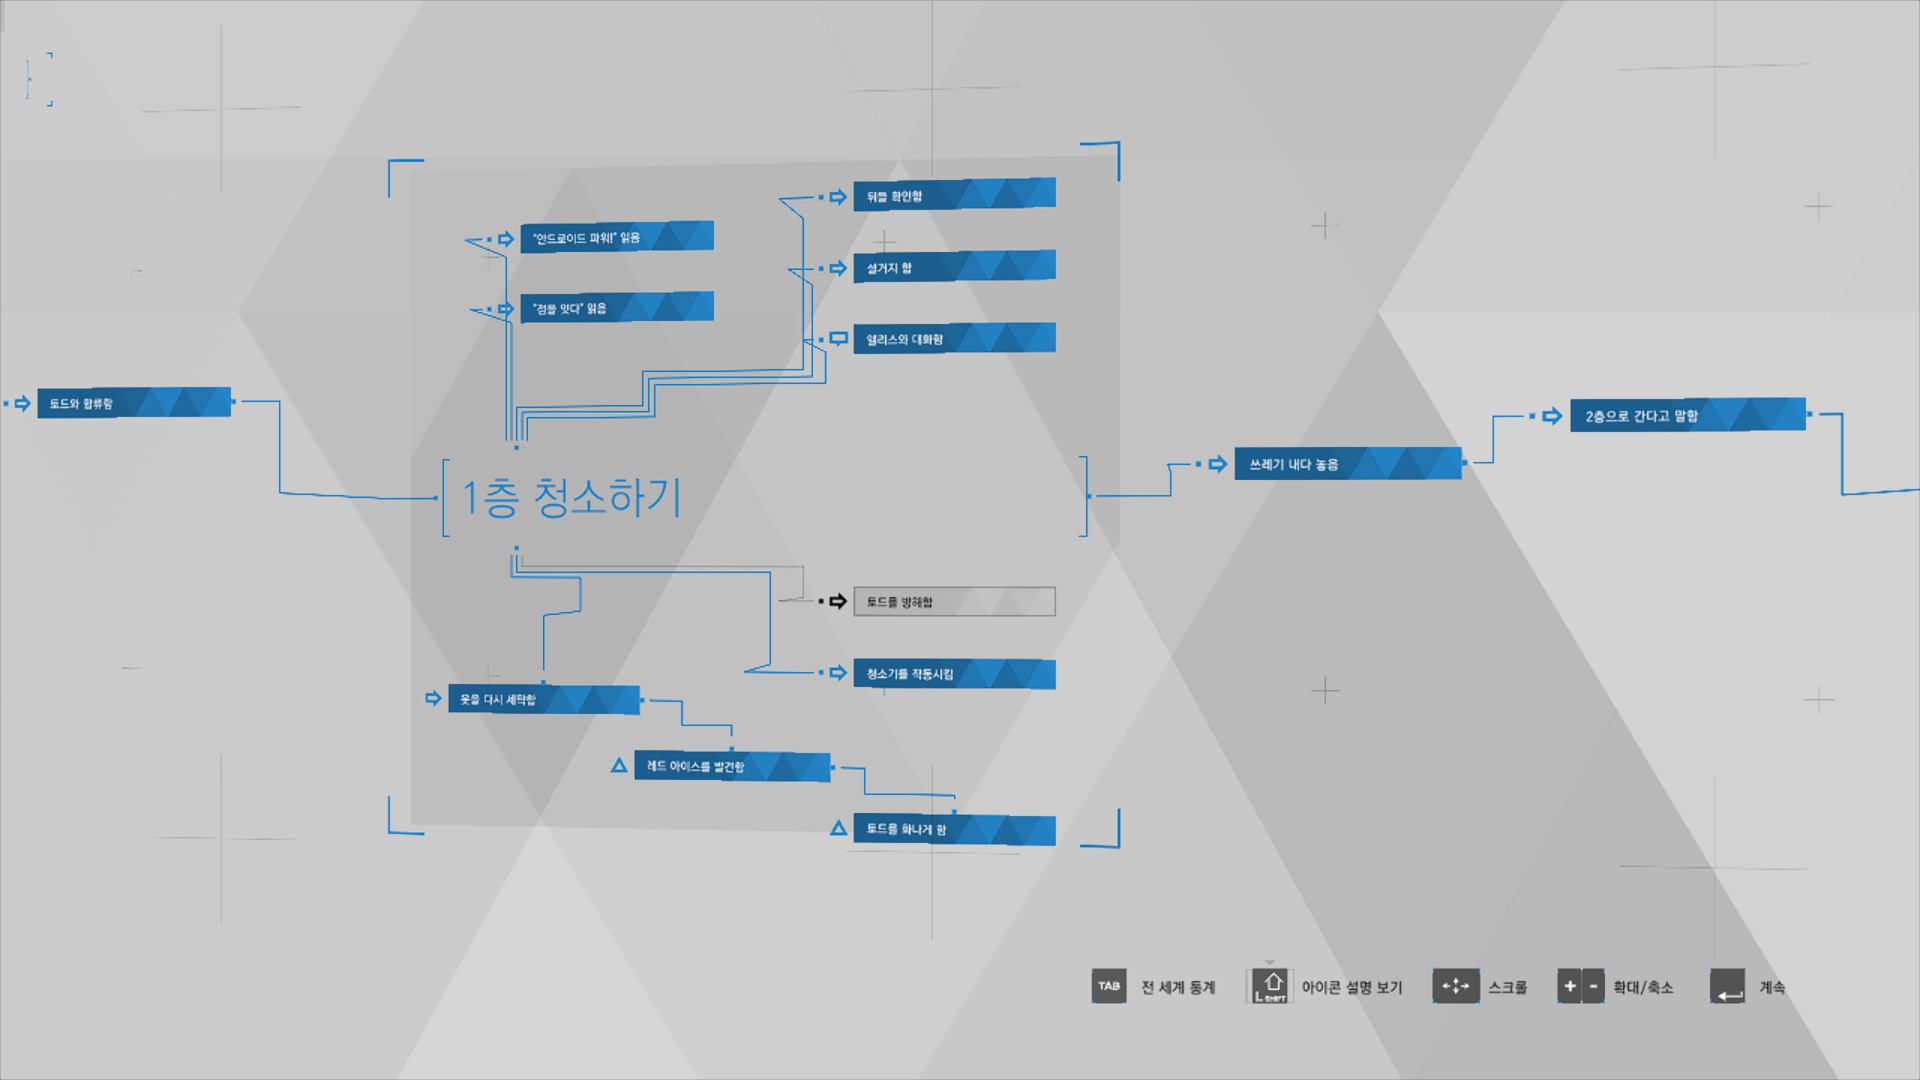 뒤뜰 확인함
"안드로이드 파워!" 읽음
설거지 함
"점을 잇다" 읽음
앨리스와 대화함
토드와 합류함
2층으로 간다고 말함
쓰레기 내다 놓음
1층 청소하기
토드를 방해함
청소기를 작동시킴
옷을 다시 세탁함
레드 아이스를 발견함
토드를 화나게 함
TAB 전 세계 통계 L SHIFT 아이콘 설명 보기 스크롤 + - 확대/축소 계속